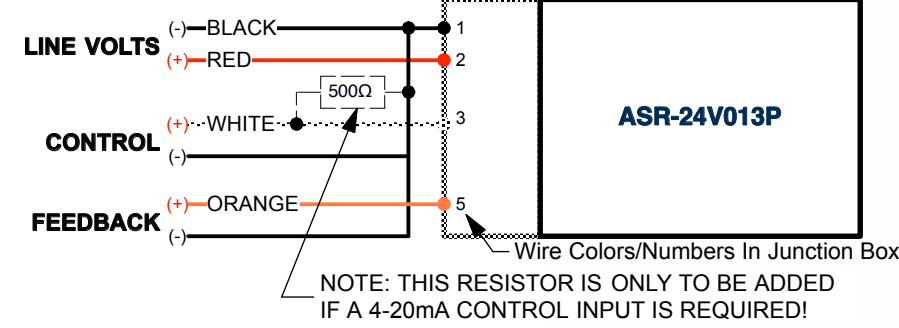 (-) BLACK 1
LINE VOLTS
(+) RED 2
500Ω
(+) WHITE 3
ASR-24V013P
CONTROL
(-)
(+) ORANGE 5
FEEDBACK
(-)
Wire Colors/Numbers In Junction Box
NOTE: THIS RESISTOR IS ONLY TO BE ADDED
IF A 4-20mA CONTROL INPUT IS REQUIRED!